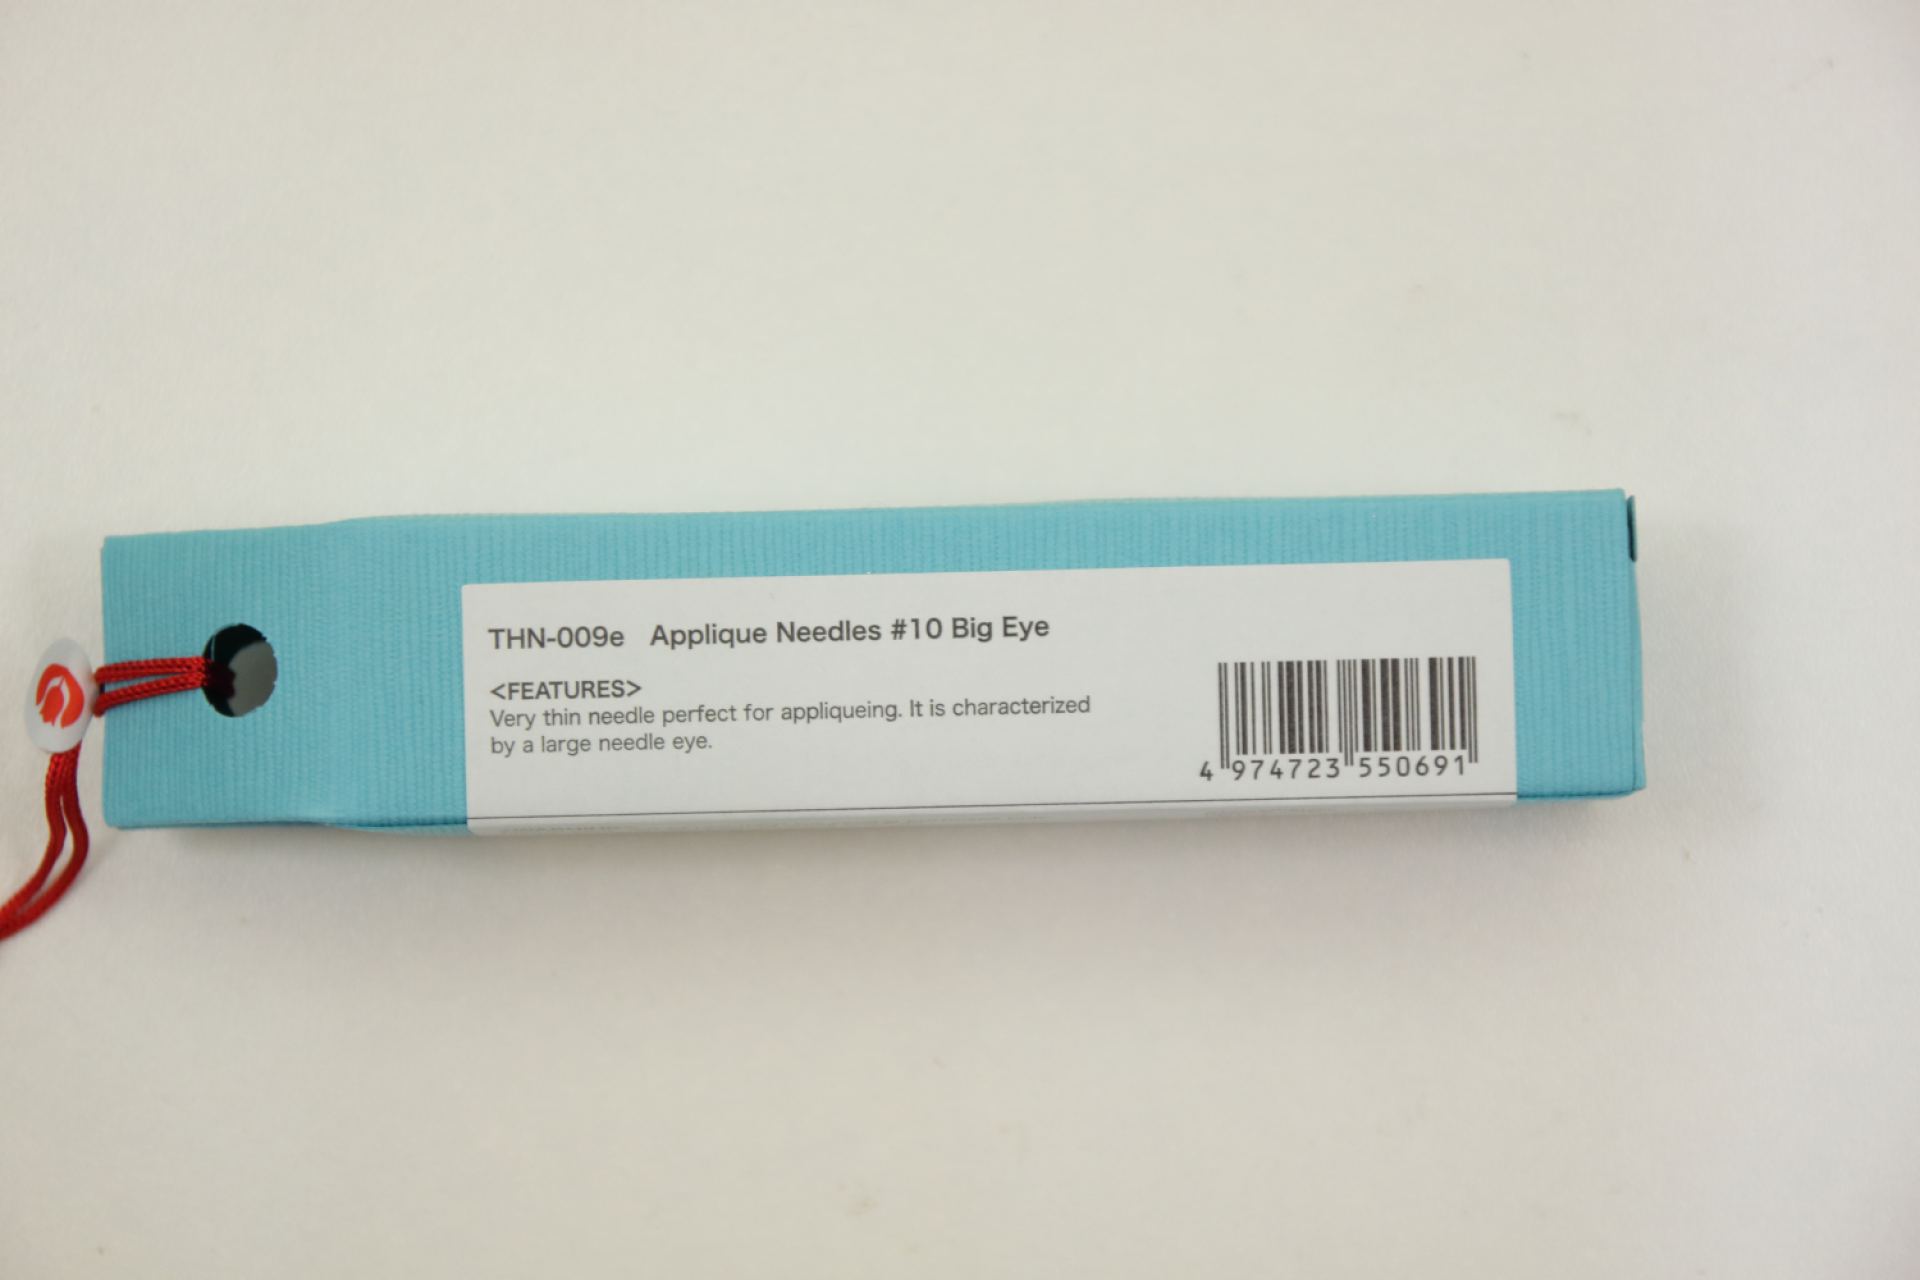 THN-009e Applique Needles #10 Big Eye
<FEATURES>
Very thin needle perfect for appliqueing. It is characterized
by a large needle eye.
4 974723 550691